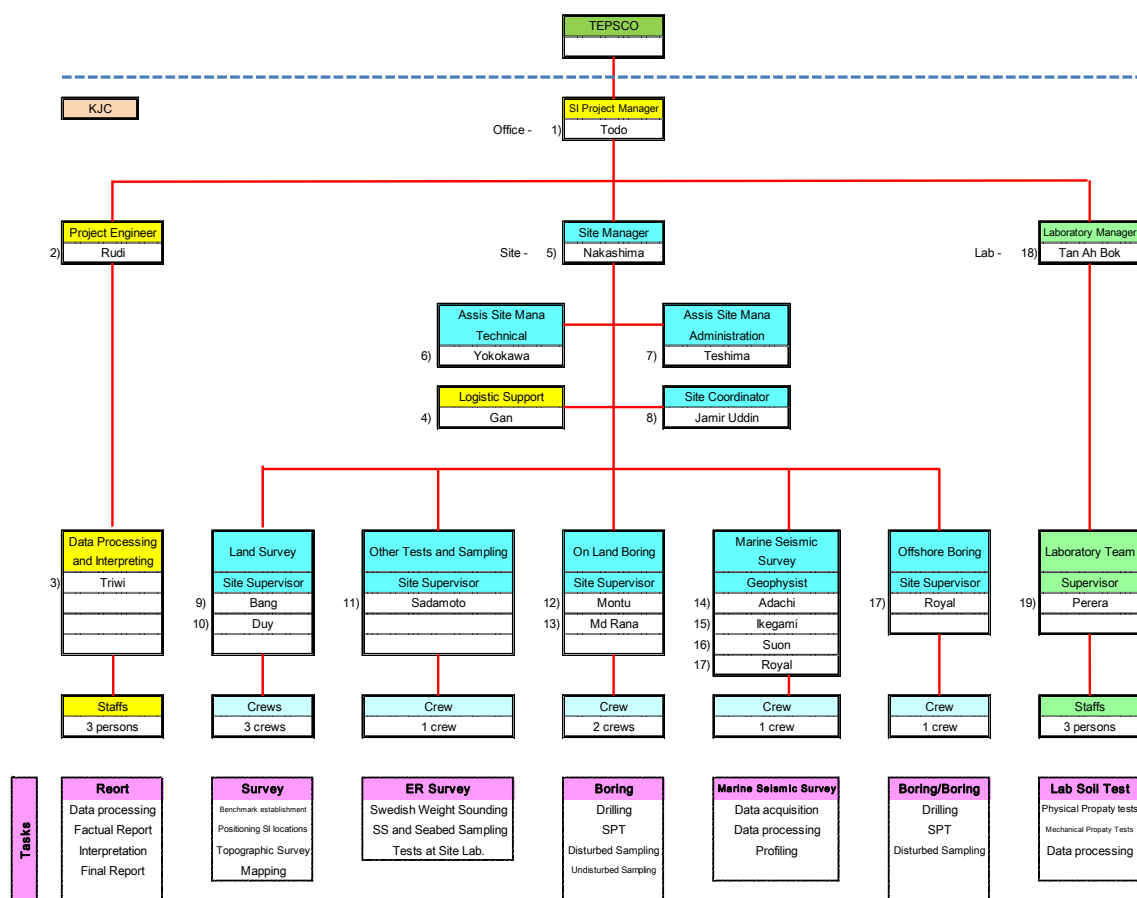 TEPSCO
KJC
SI Project Manager
Office - 1) Todo
Project Engineer
2) Rudi
Site Manager
Site - 5) Nakashima
Laboratory Manager
Lab - 18) Tan Ah Bok
Assis Site Mana
Technical
6) Yokokawa
Assis Site Mana
Administration
7) Teshima
Logistic Support
4) Gan
Site Coordinator
8) Jamir Uddin
Data Processing
and Interpreting
3) Triwi
Land Survey
Site Supervisor
9) Bang
10) Duy
Other Tests and Sampling
Site Supervisor
11) Sadamoto
On Land Boring
Site Supervisor
12) Montu
13) Md Rana
Marine Seismic
Survey
Geophysist
14) Adachi
15) Ikegami
16) Suon
17) Royal
Offshore Boring
Site Supervisor
17) Royal
Laboratory Team
Supervisor
19) Perera
Staffs
3 persons
Crews
3 crews
Crew
1 crew
Crew
2 crews
Crew
1 crew
Crew
1 crew
Staffs
3 persons
Tasks
Reort
Data processing
Factual Report
Interpretation
Final Report
Survey
Benchmark establishment
Positioning SI locations
Topographic Survey
Mapping
ER Survey
Swedish Weight Sounding
SS and Seabed Sampling
Tests at Site Lab.
Boring
Drilling
SPT
Disturbed Sampling
Undisturbed Sampling
Marine Seismic Survey
Data acquisition
Data processing
Profiling
Boring/Boring
Drilling
SPT
Disturbed Sampling
Lab Soil Test
Physical Propaty tests
Mechanical Propaty Tests
Data processing